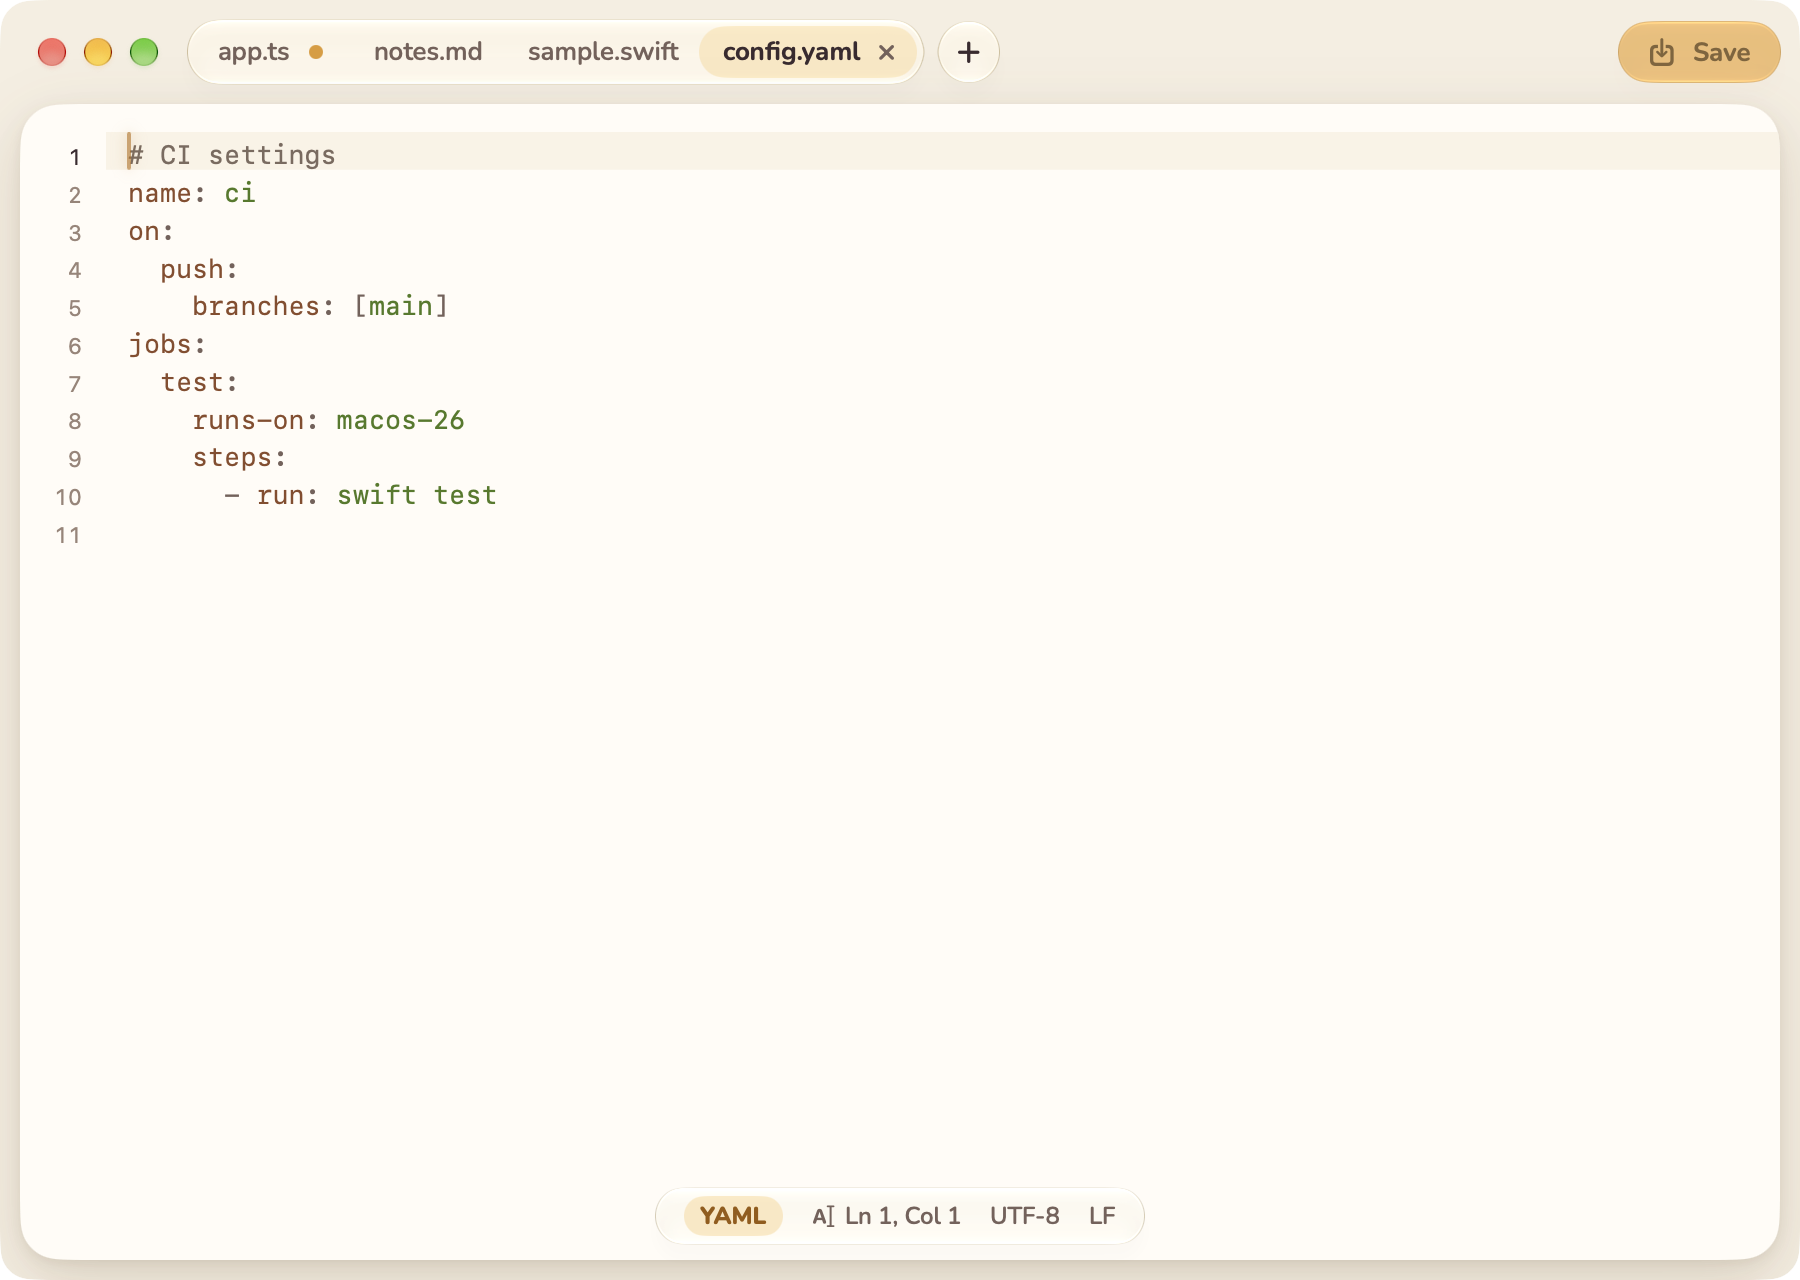 app.ts notes.md sample.swift config.yaml Save
1 # CI settings
2 name: ci
3 on:
4   push:
5     branches: [main]
6 jobs:
7   test:
8     runs-on: macos-26
9     steps:
10       - run: swift test
11
YAML Ln 1, Col 1 UTF-8 LF